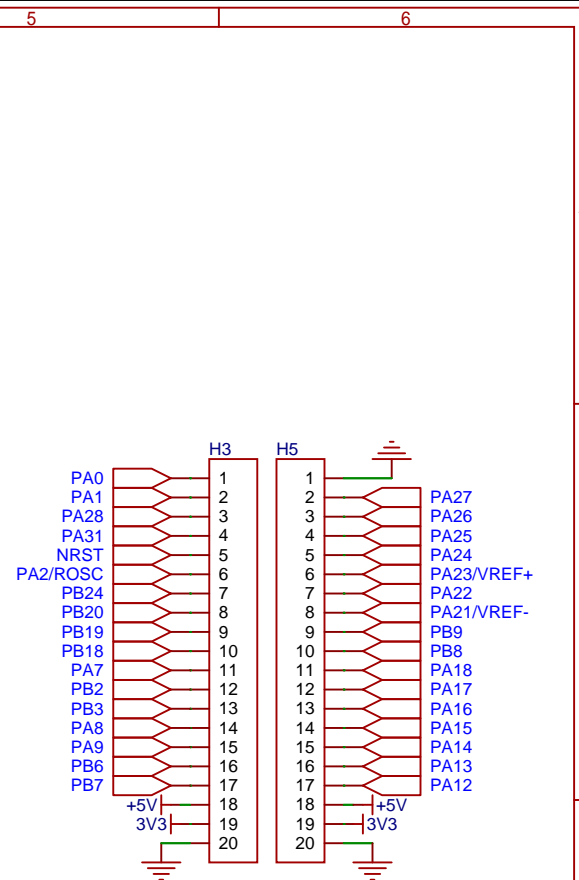 5 6
H3 H5
PA0 1 1
PA1 2 2 PA27
PA28 3 3 PA26
PA31 4 4 PA25
NRST 5 5 PA24
PA2/ROSC 6 6 PA23/VREF+
PB24 7 7 PA22
PB20 8 8 PA21/VREF-
PB19 9 9 PB9
PB18 10 10 PB8
PA7 11 11 PA18
PB2 12 12 PA17
PB3 13 13 PA16
PA8 14 14 PA15
PA9 15 15 PA14
PB6 16 16 PA13
PB7 17 17 PA12
+5V 18 18 +5V
3V3 19 19 3V3
20 20